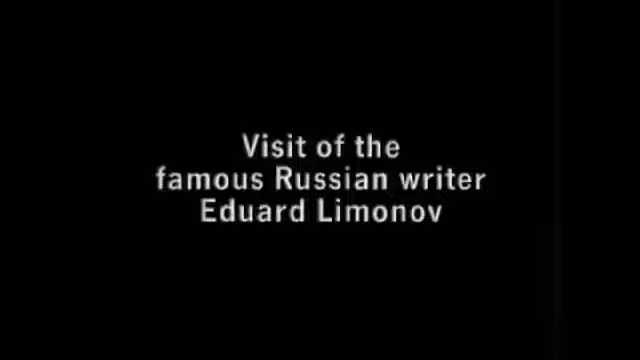 Visit of the
famous Russian writer
Eduard Limonov